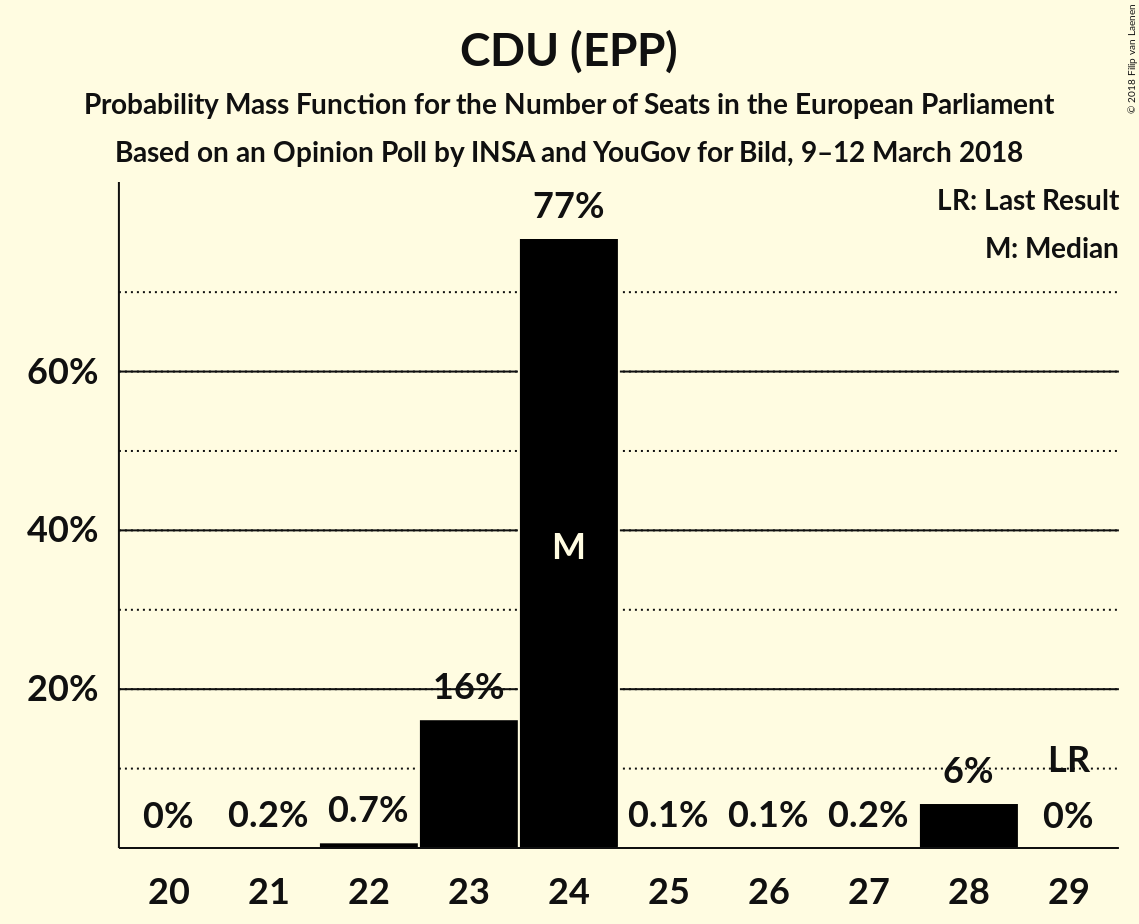 CDU (EPP)
Probability Mass Function for the Number of Seats in the European Parliament
Based on an Opinion Poll by INSA and YouGov for Bild, 9–12 March 2018
© 2018 Filip van Laenen
LR: Last Result
M: Median
77%
60%
40%
M
20%
16%
LR
6%
0%
0.2%
0.7%
0.1%
0.1%
0.2%
0%
20 21 22 23 24 25 26 27 28 29